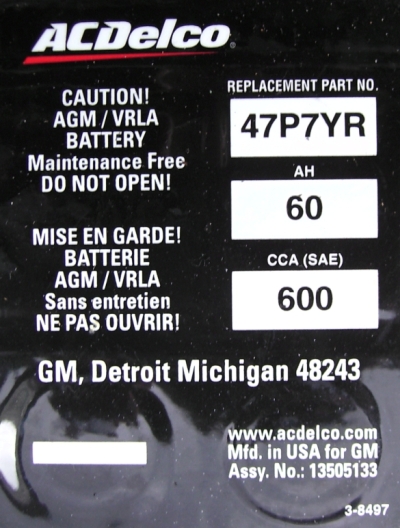 ACDelco
CAUTION!
AGM / VRLA
BATTERY
Maintenance Free
DO NOT OPEN!
MISE EN GARDE!
BATTERIE
AGM / VRLA
Sans entretien
NE PAS OUVRIR!
REPLACEMENT PART NO.
47P7YR
AH
60
CCA (SAE)
600
GM, Detroit Michigan 48243
www.acdelco.com
Mfd. in USA for GM
Assy. No.: 13505133
3-8497